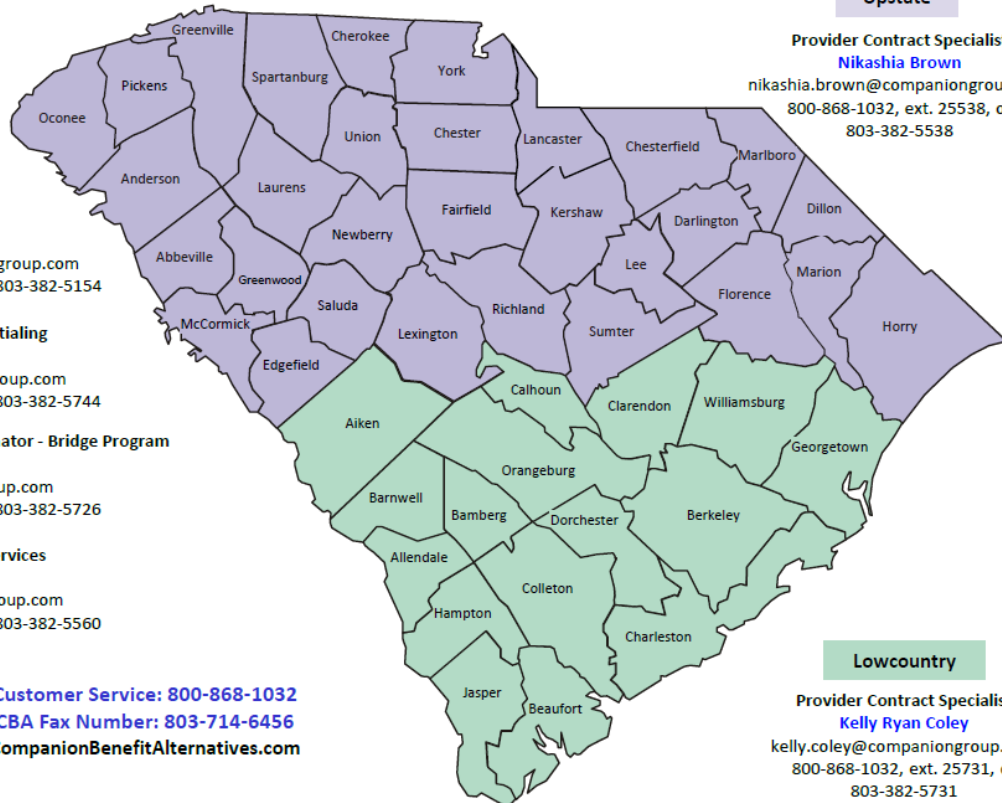 Upstate
Provider Contract Specialist
Nikashia Brown
nikashia.brown@companiongrou
800-868-1032, ext. 25538, o
803-382-5538
Greenville
Cherokee
York
Spartanburg
Pickens
Oconee
Union
Chester
Lancaster
Chesterfield
Marlboro
Anderson
Laurens
Fairfield
Kershaw
Darlington
Dillon
Newberry
Abbeville
Greenwood
Lee
Marion
Florence
Saluda
Richland
Horry
McCormick
Lexington
Sumter
Edgefield
Calhoun
Clarendon
Williamsburg
Aiken
Georgetown
Orangeburg
Barnwell
Bamberg
Dorchester
Berkeley
Allendale
Colleton
Hampton
Charleston
Jasper
Beaufort
group.com
803-382-5154
tialing
oup.com
803-382-5744
ator - Bridge Program
up.com
803-382-5726
rvices
oup.com
803-382-5560
Customer Service: 800-868-1032
CBA Fax Number: 803-714-6456
CompanionBenefitAlternatives.com
Lowcountry
Provider Contract Specialis
Kelly Ryan Coley
kelly.coley@companiongroup.
800-868-1032, ext. 25731,
803-382-5731